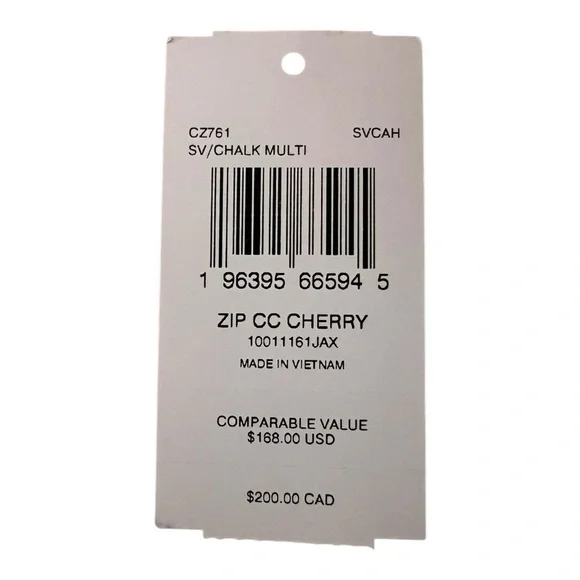 CZ761 SVCAH
SV/CHALK MULTI
1 96395 66594 5
ZIP CC CHERRY
10011161JAX
MADE IN VIETNAM
COMPARABLE VALUE
$168.00 USD
$200.00 CAD